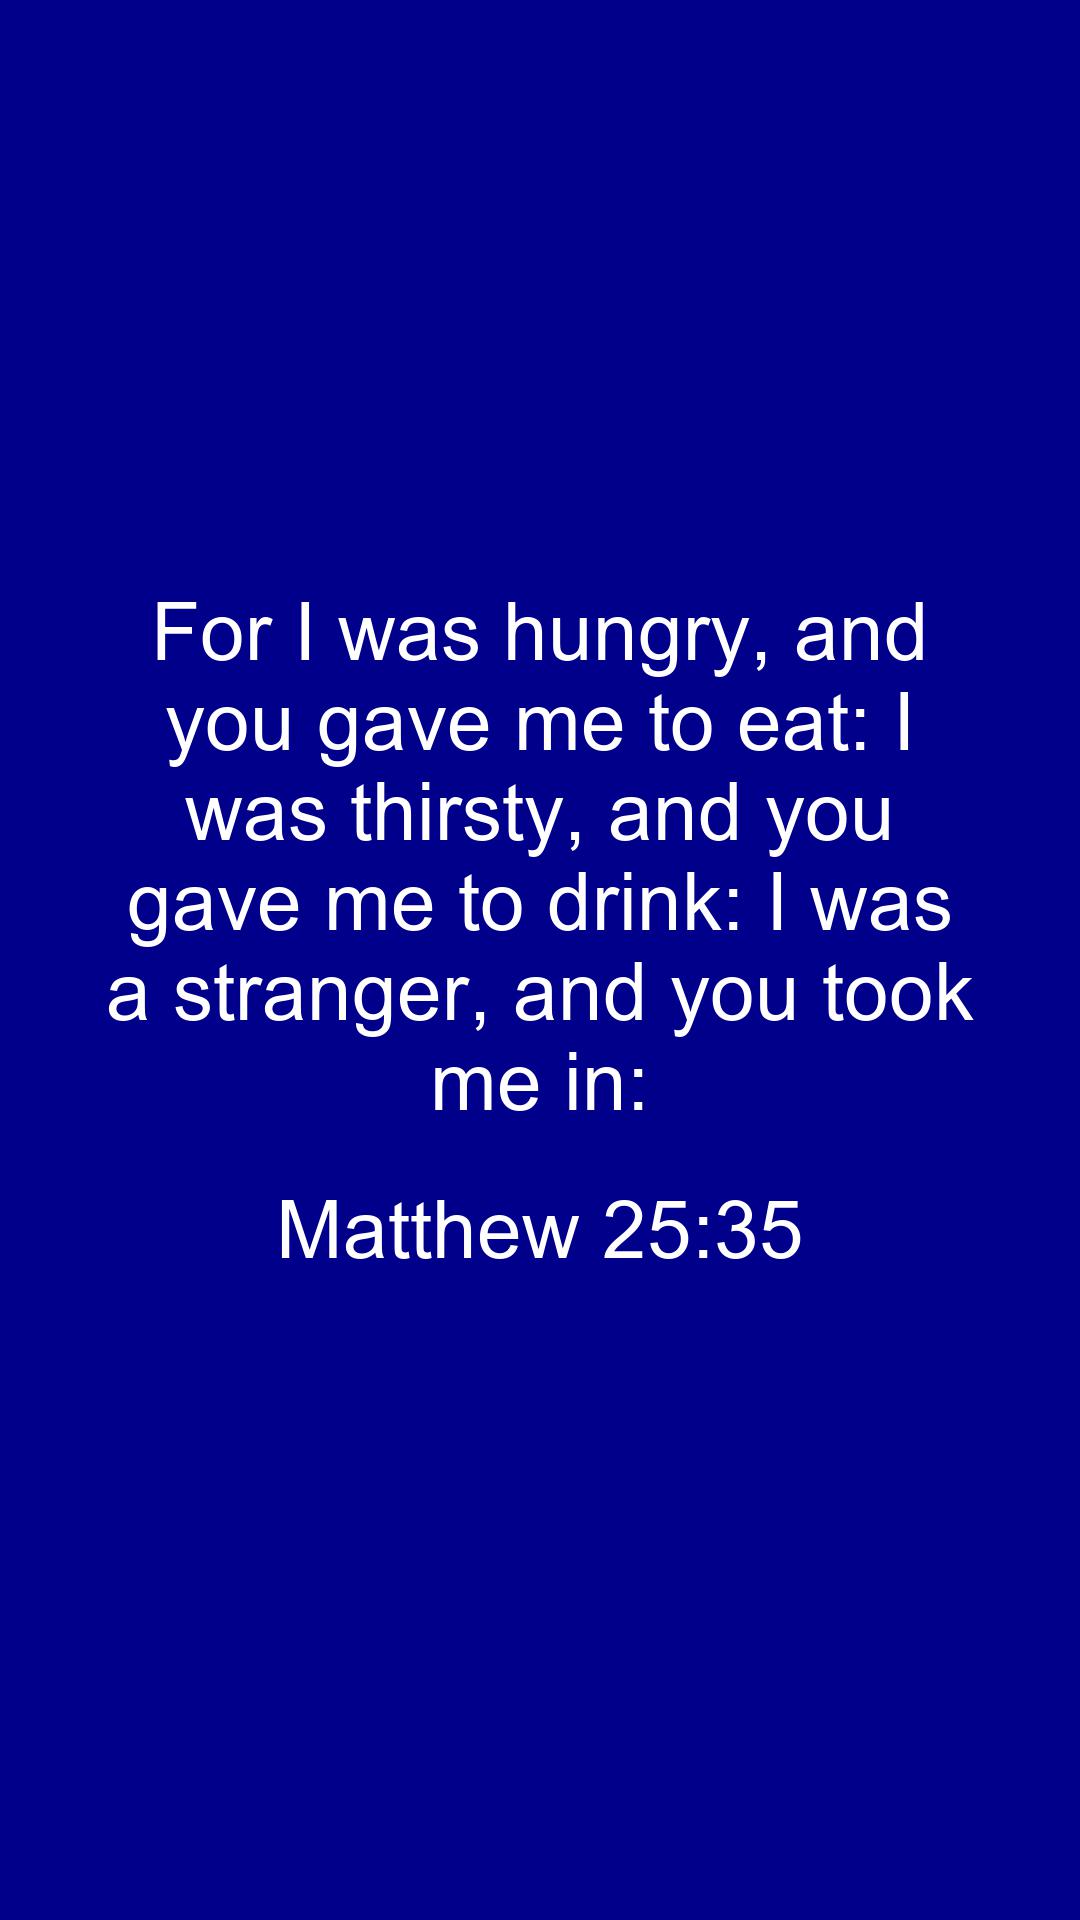 For I was hungry, and
you gave me to eat: I
was thirsty, and you
gave me to drink: I was
a stranger, and you took
me in:
Matthew 25:35